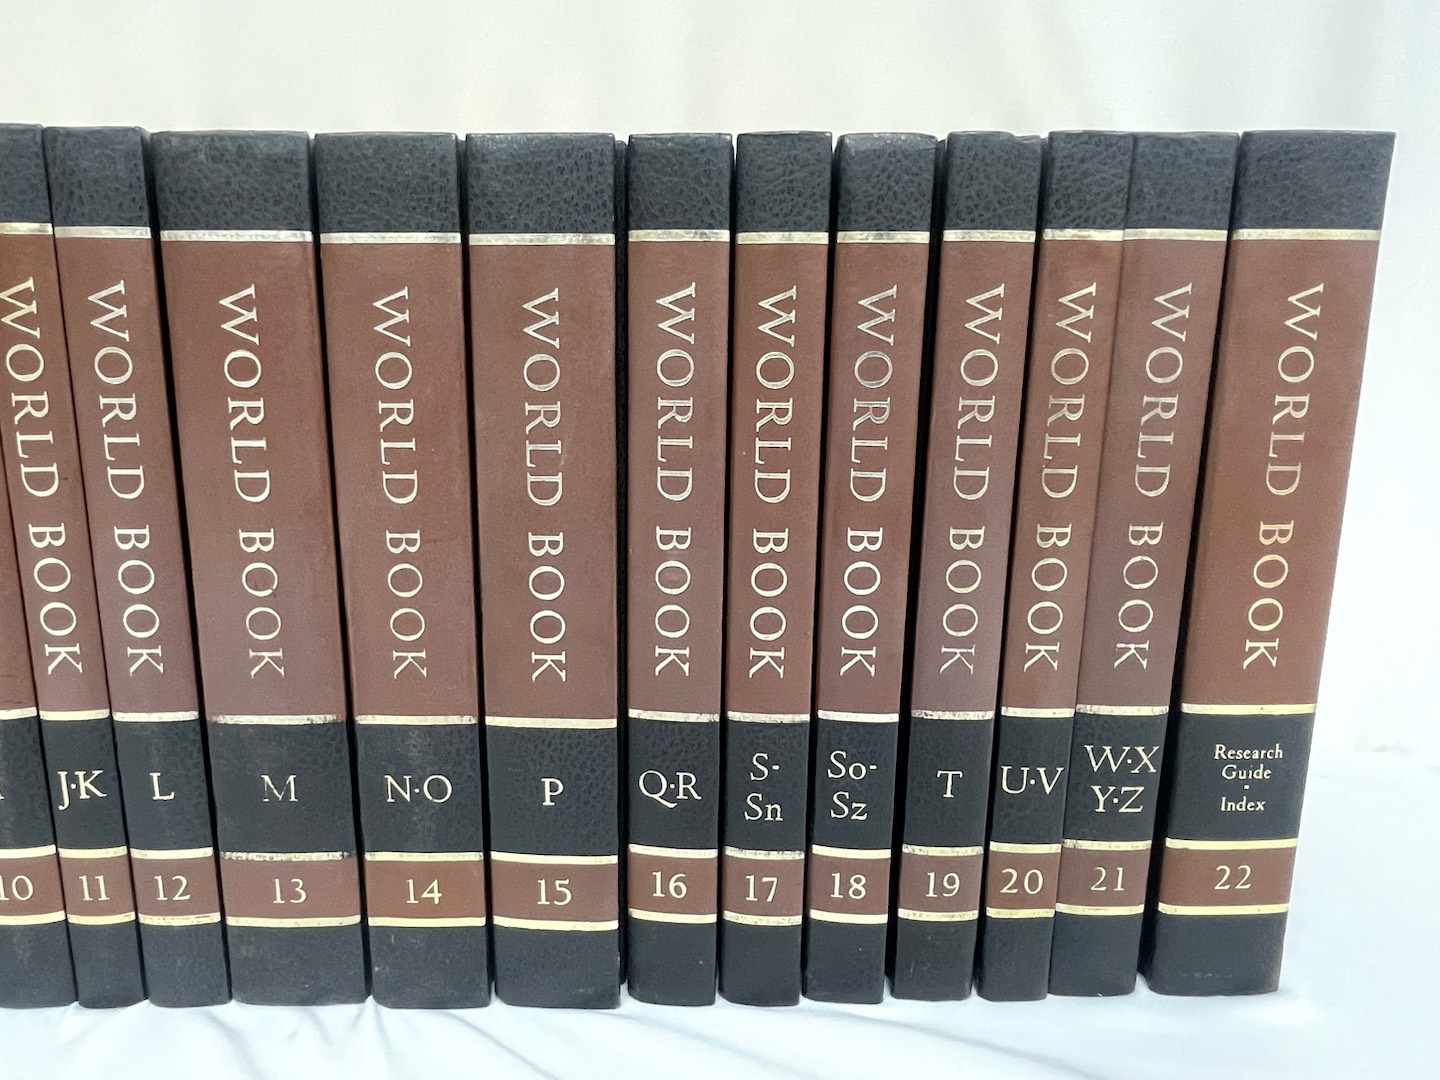 WORLD BOOK
10
WORLD BOOK
J·K
11
WORLD BOOK
L
12
WORLD BOOK
M
13
WORLD BOOK
N·O
14
WORLD BOOK
P
15
WORLD BOOK
Q·R
16
WORLD BOOK
S-
Sn
17
WORLD BOOK
So-
Sz
18
WORLD BOOK
T
19
WORLD BOOK
U·V
20
WORLD BOOK
W·X
Y·Z
21
WORLD BOOK
Research
Guide
·
Index
22